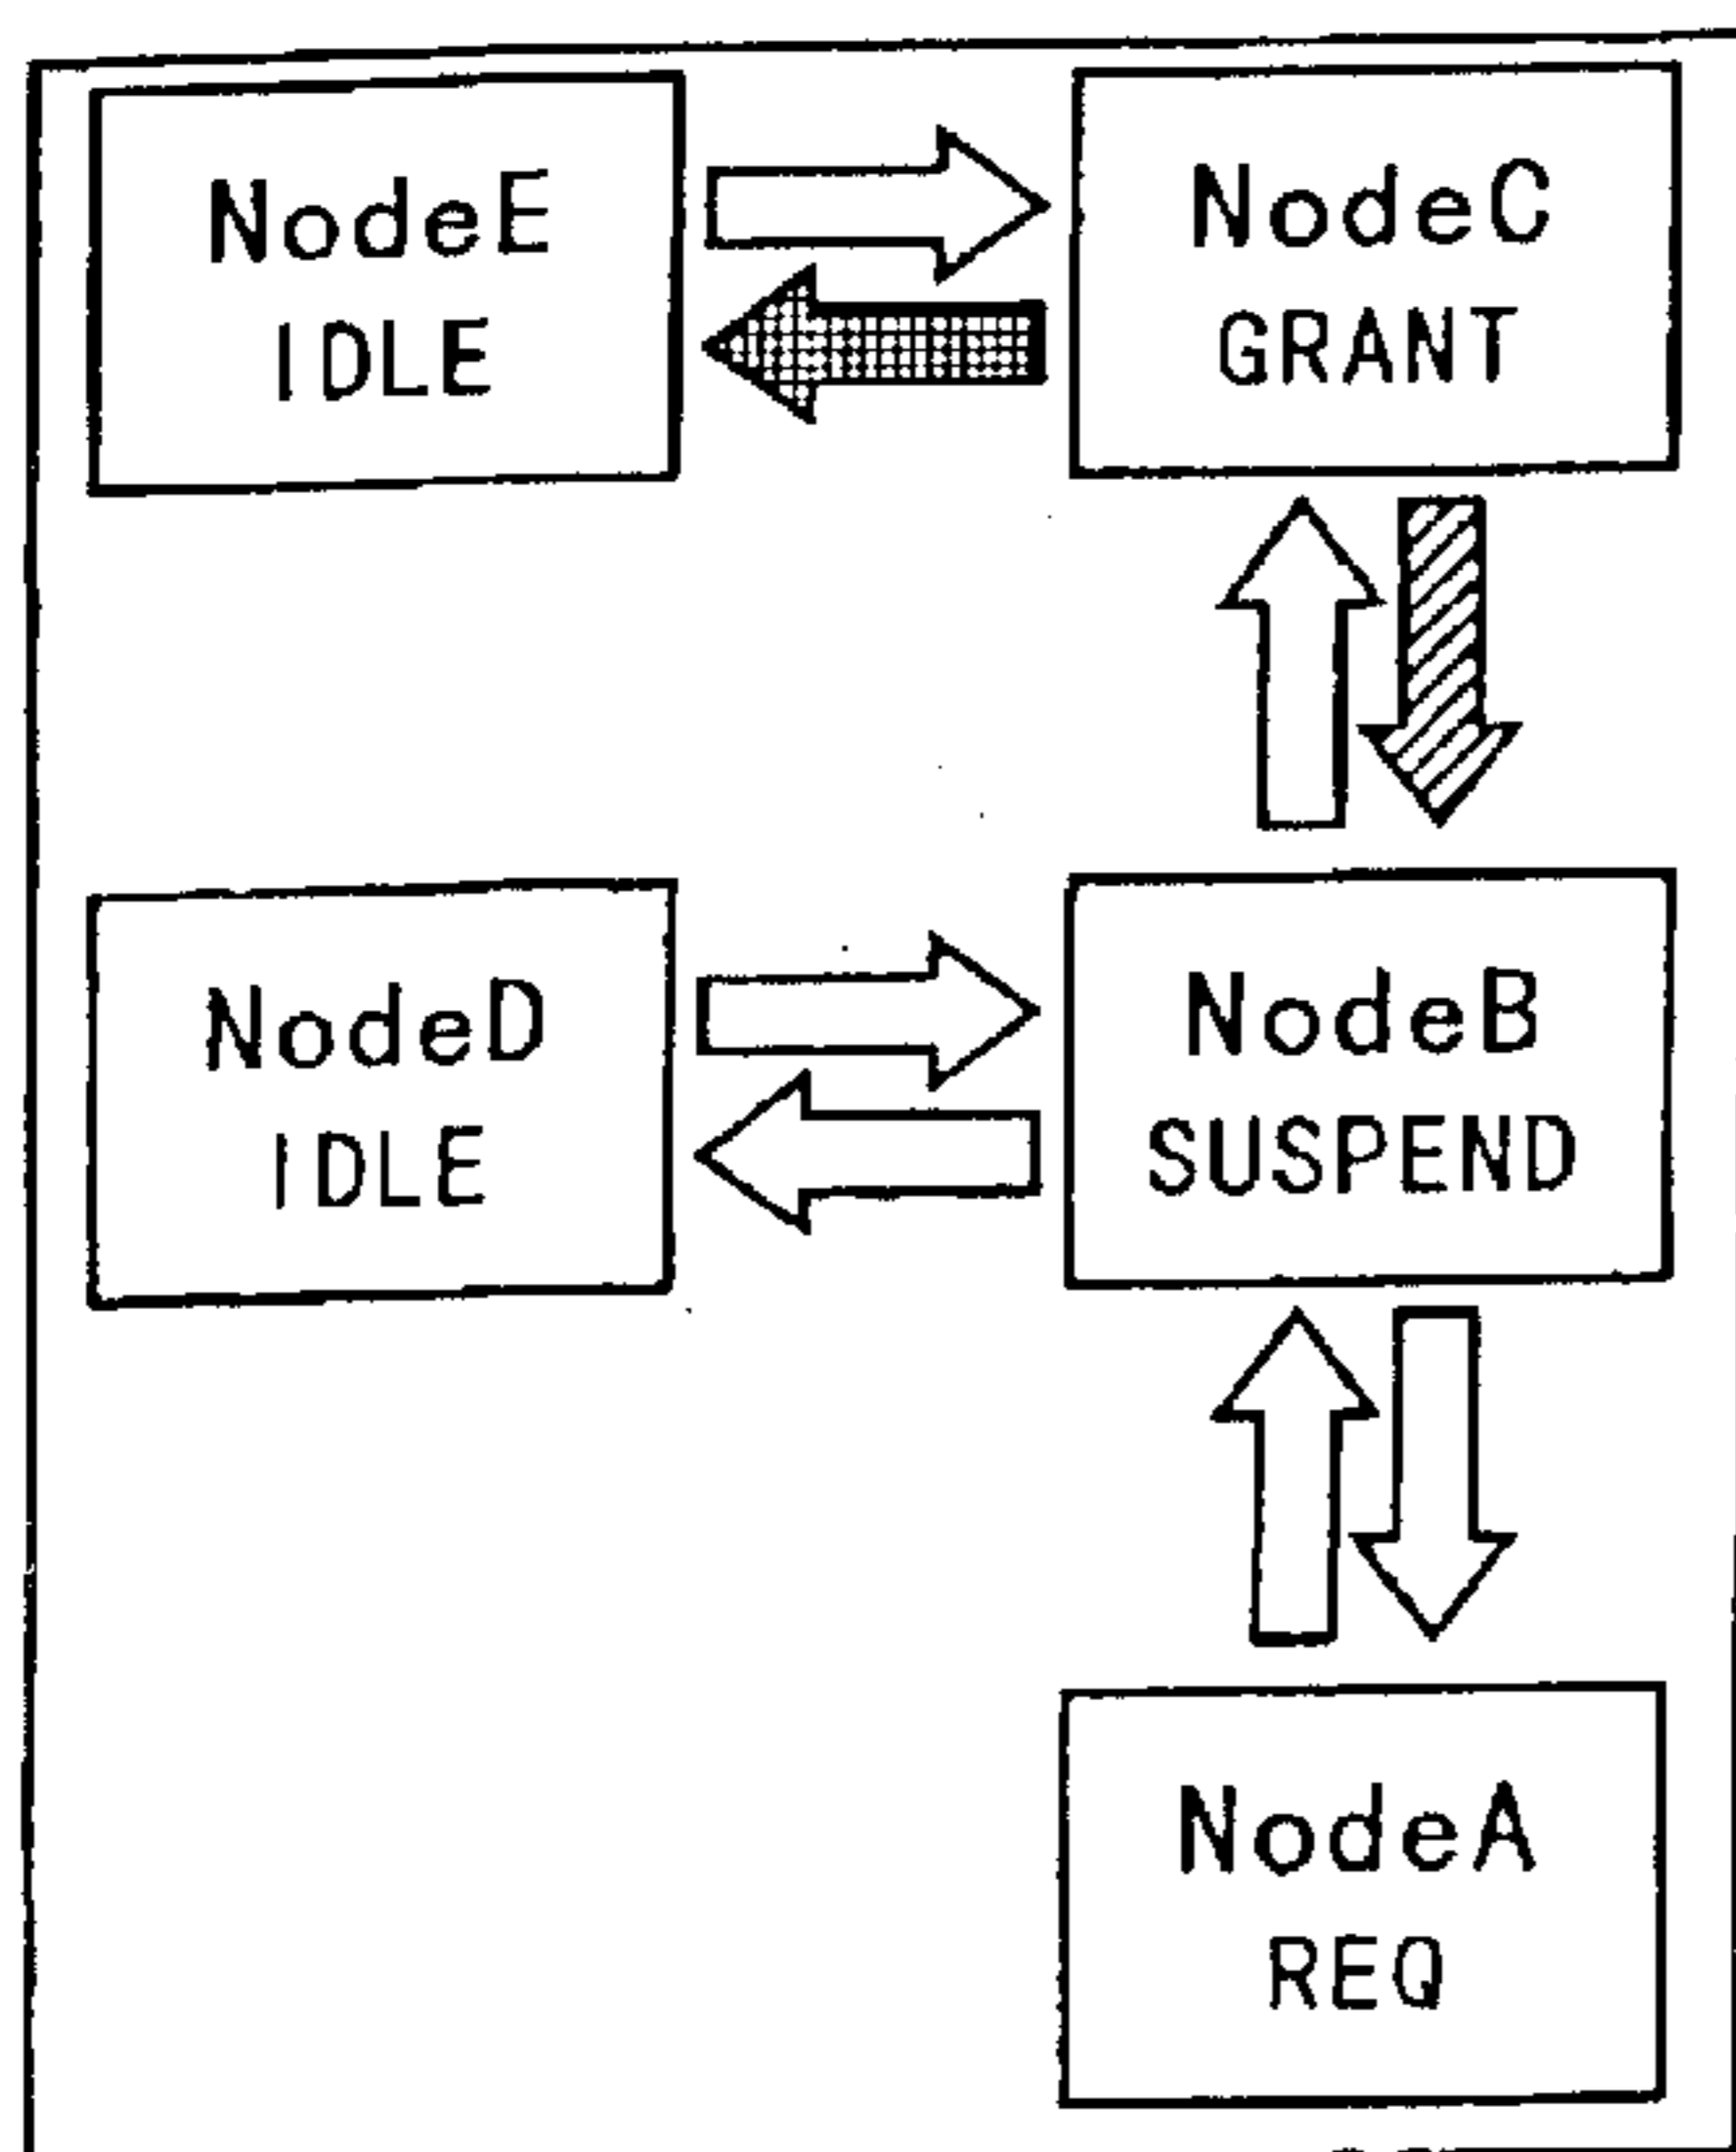 NodeE
IDLE
NodeC
GRANT
NodeD
IDLE
NodeB
SUSPEND
NodeA
REQ